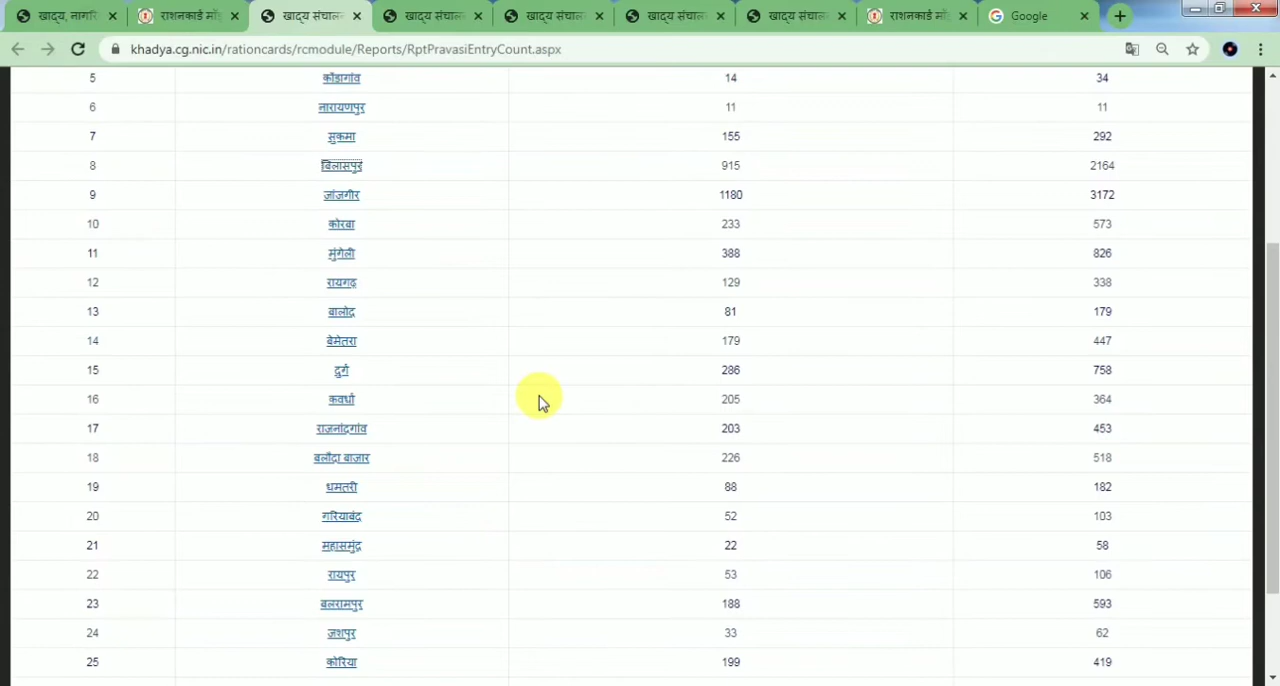 खाद्य, नागरि
राशनकार्ड मॉड
खाद्य संचाल
खाद्य संचाल
खाद्य संचाल
खाद्य संचाल
खाद्य संचाल
राशनकार्ड मॉड
Google
khadya.cg.nic.in/rationcards/rcmodule/Reports/RptPravasiEntryCount.aspx
5 कोंडागांव 14 34
6 नारायणपुर 11 11
7 सुकमा 155 292
8 बिलासपुर 915 2164
9 जांजगीर 1180 3172
10 कोरबा 233 573
11 मुंगेली 388 826
12 रायगढ़ 129 338
13 बालोद 81 179
14 बेमेतरा 179 447
15 दुर्ग 286 758
16 कवर्धा 205 364
17 राजनांदगांव 203 453
18 बलौदा बाजार 226 518
19 धमतरी 88 182
20 गरियाबंद 52 103
21 महासमुंद 22 58
22 रायपुर 53 106
23 बलरामपुर 188 593
24 जशपुर 33 62
25 कोरिया 199 419